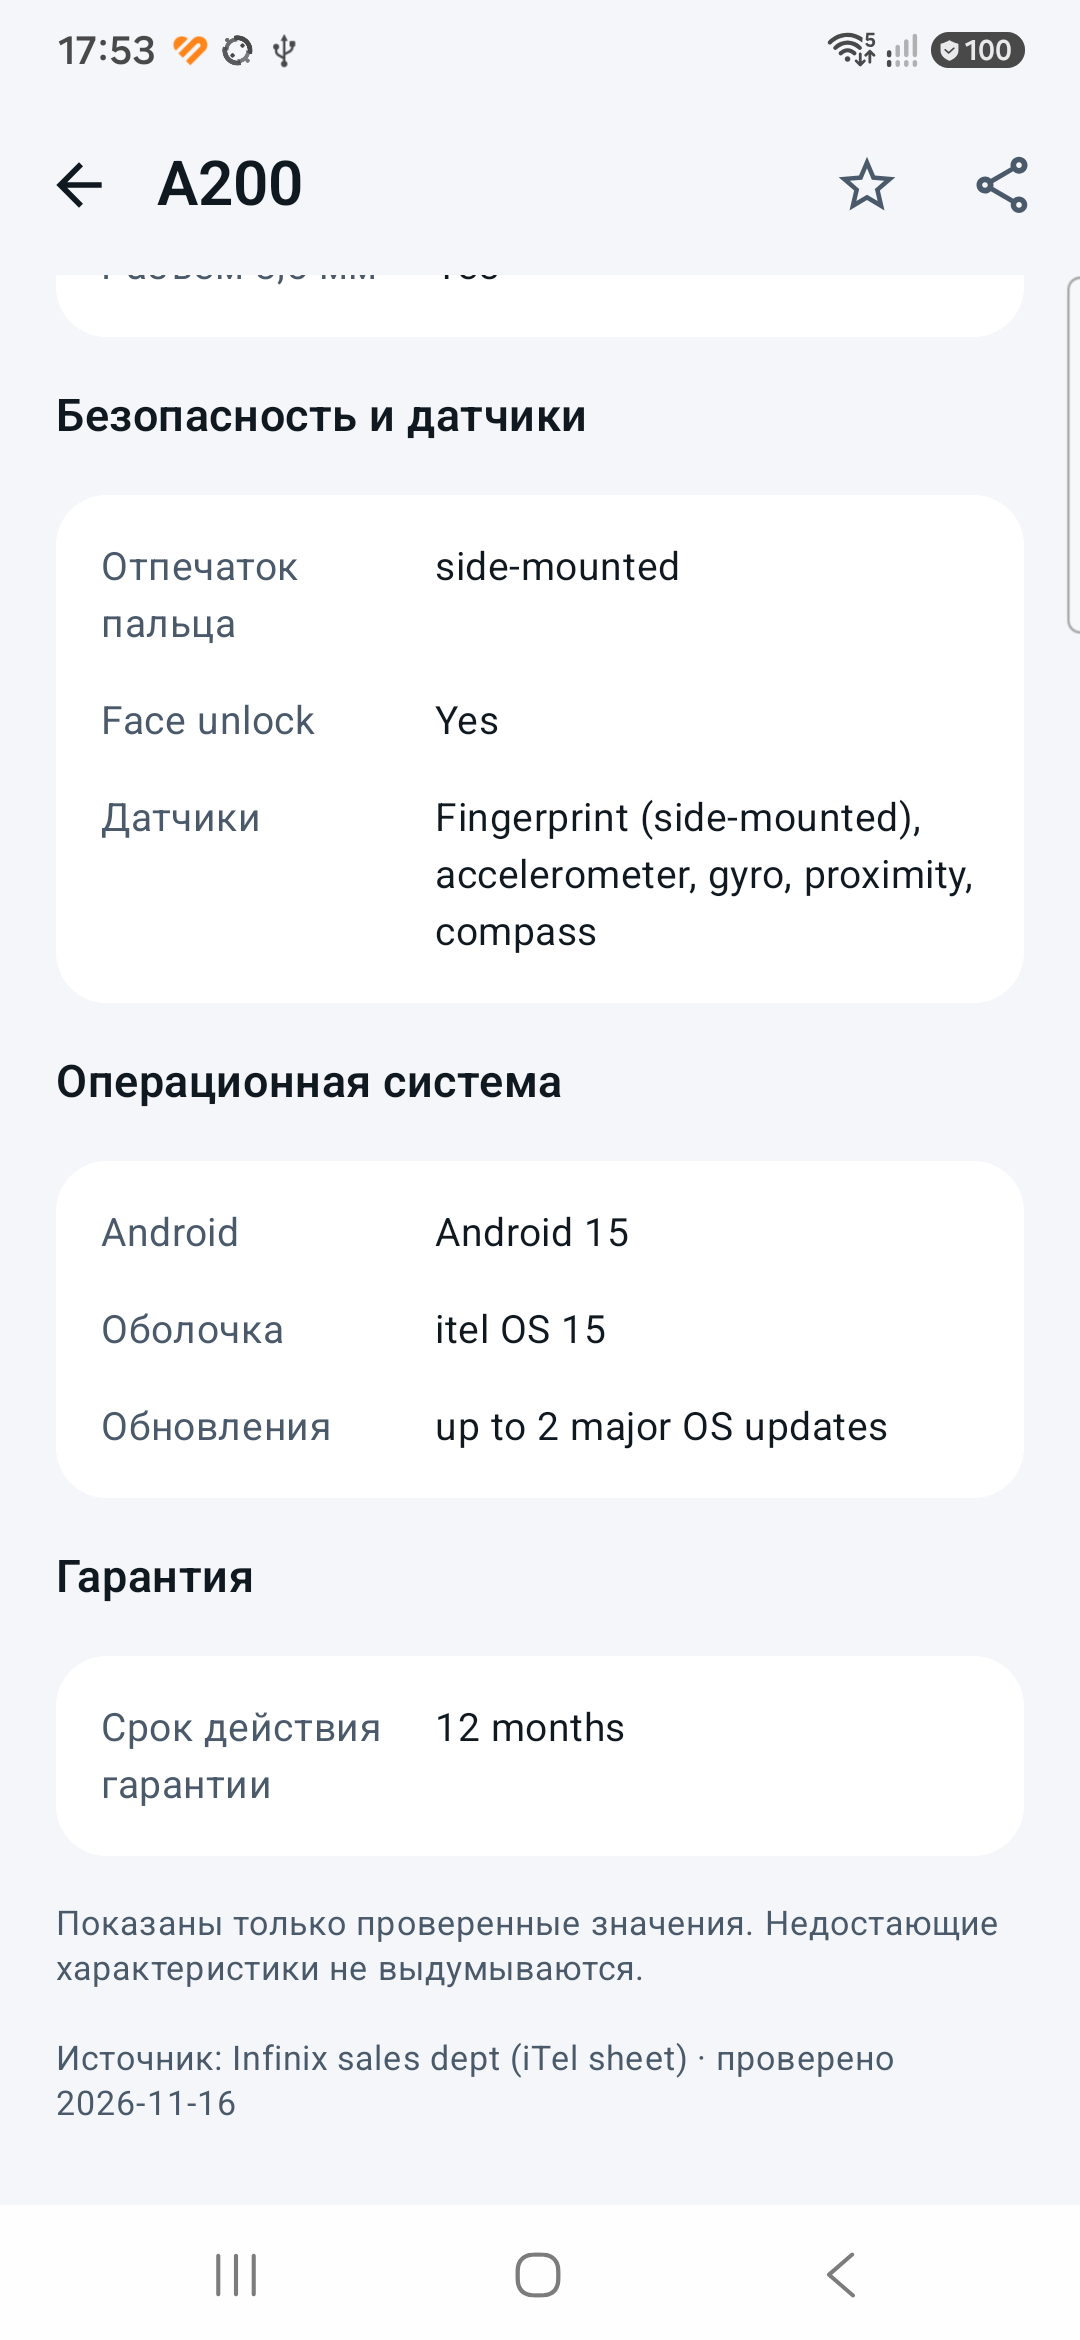 17:53
5
100
A200
Безопасность и датчики
Отпечаток side-mounted
пальца
Face unlock Yes
Датчики Fingerprint (side-mounted),
accelerometer, gyro, proximity,
compass
Операционная система
Android Android 15
Оболочка itel OS 15
Обновления up to 2 major OS updates
Гарантия
Срок действия 12 months
гарантии
Показаны только проверенные значения. Недостающие
характеристики не выдумываются.
Источник: Infinix sales dept (iTel sheet) · проверено
2026-11-16